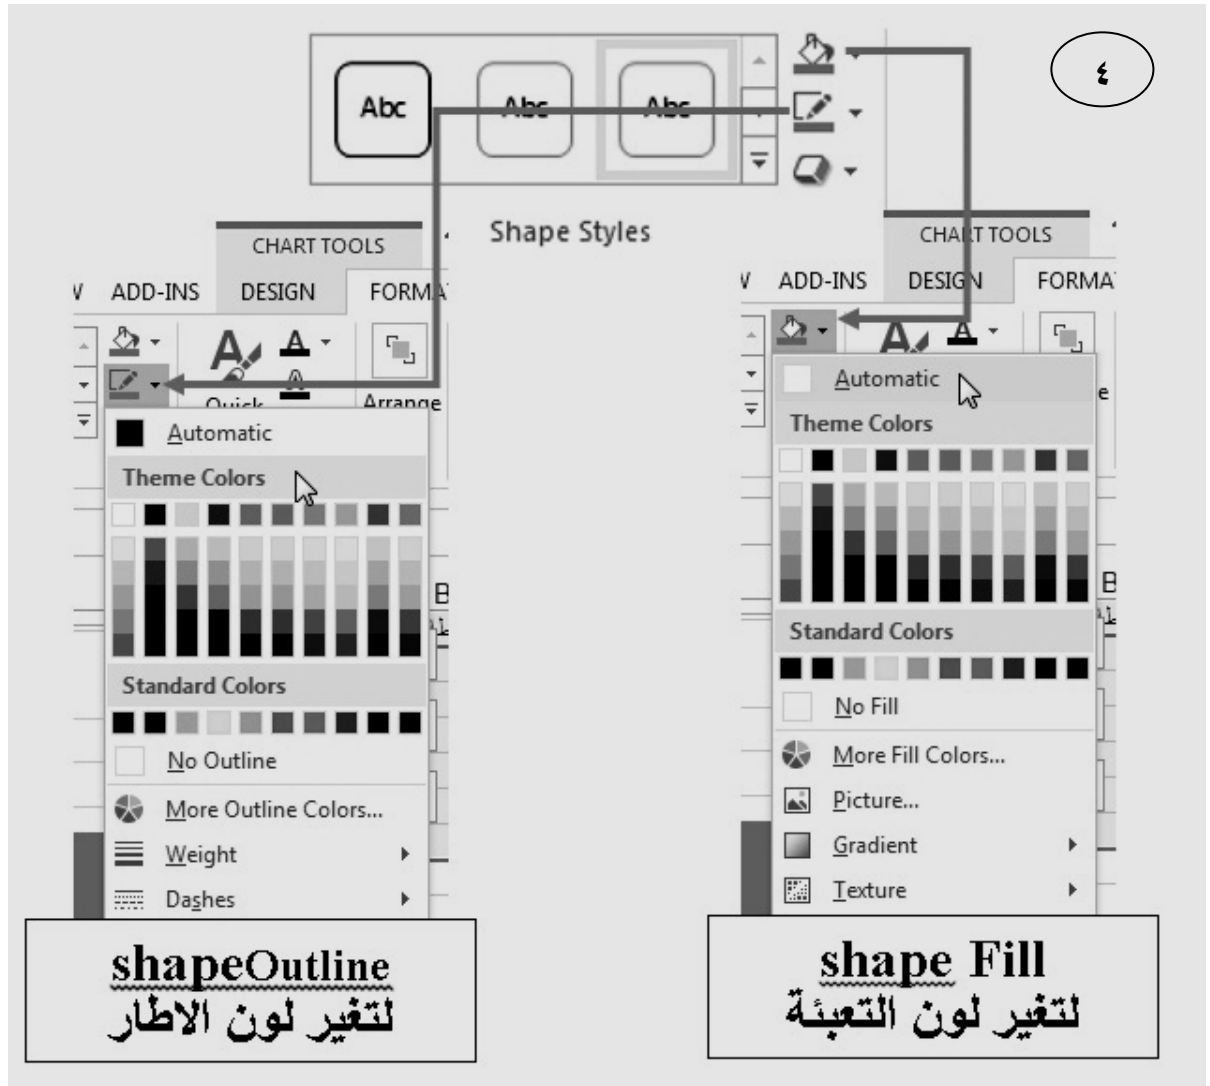 ٤
Abc Abc Abc
Shape Styles
CHART TOOLS
W ADD-INS DESIGN FORMA
Quick Arrange
Automatic
Theme Colors
Standard Colors
No Outline
More Outline Colors...
Weight
Dashes
shapeOutline
لتغير لون الاطار
CHART TOOLS
W ADD-INS DESIGN FORMA
Automatic
Theme Colors
Standard Colors
No Fill
More Fill Colors...
Picture...
Gradient
Texture
shape Fill
لتغير لون التعبئة